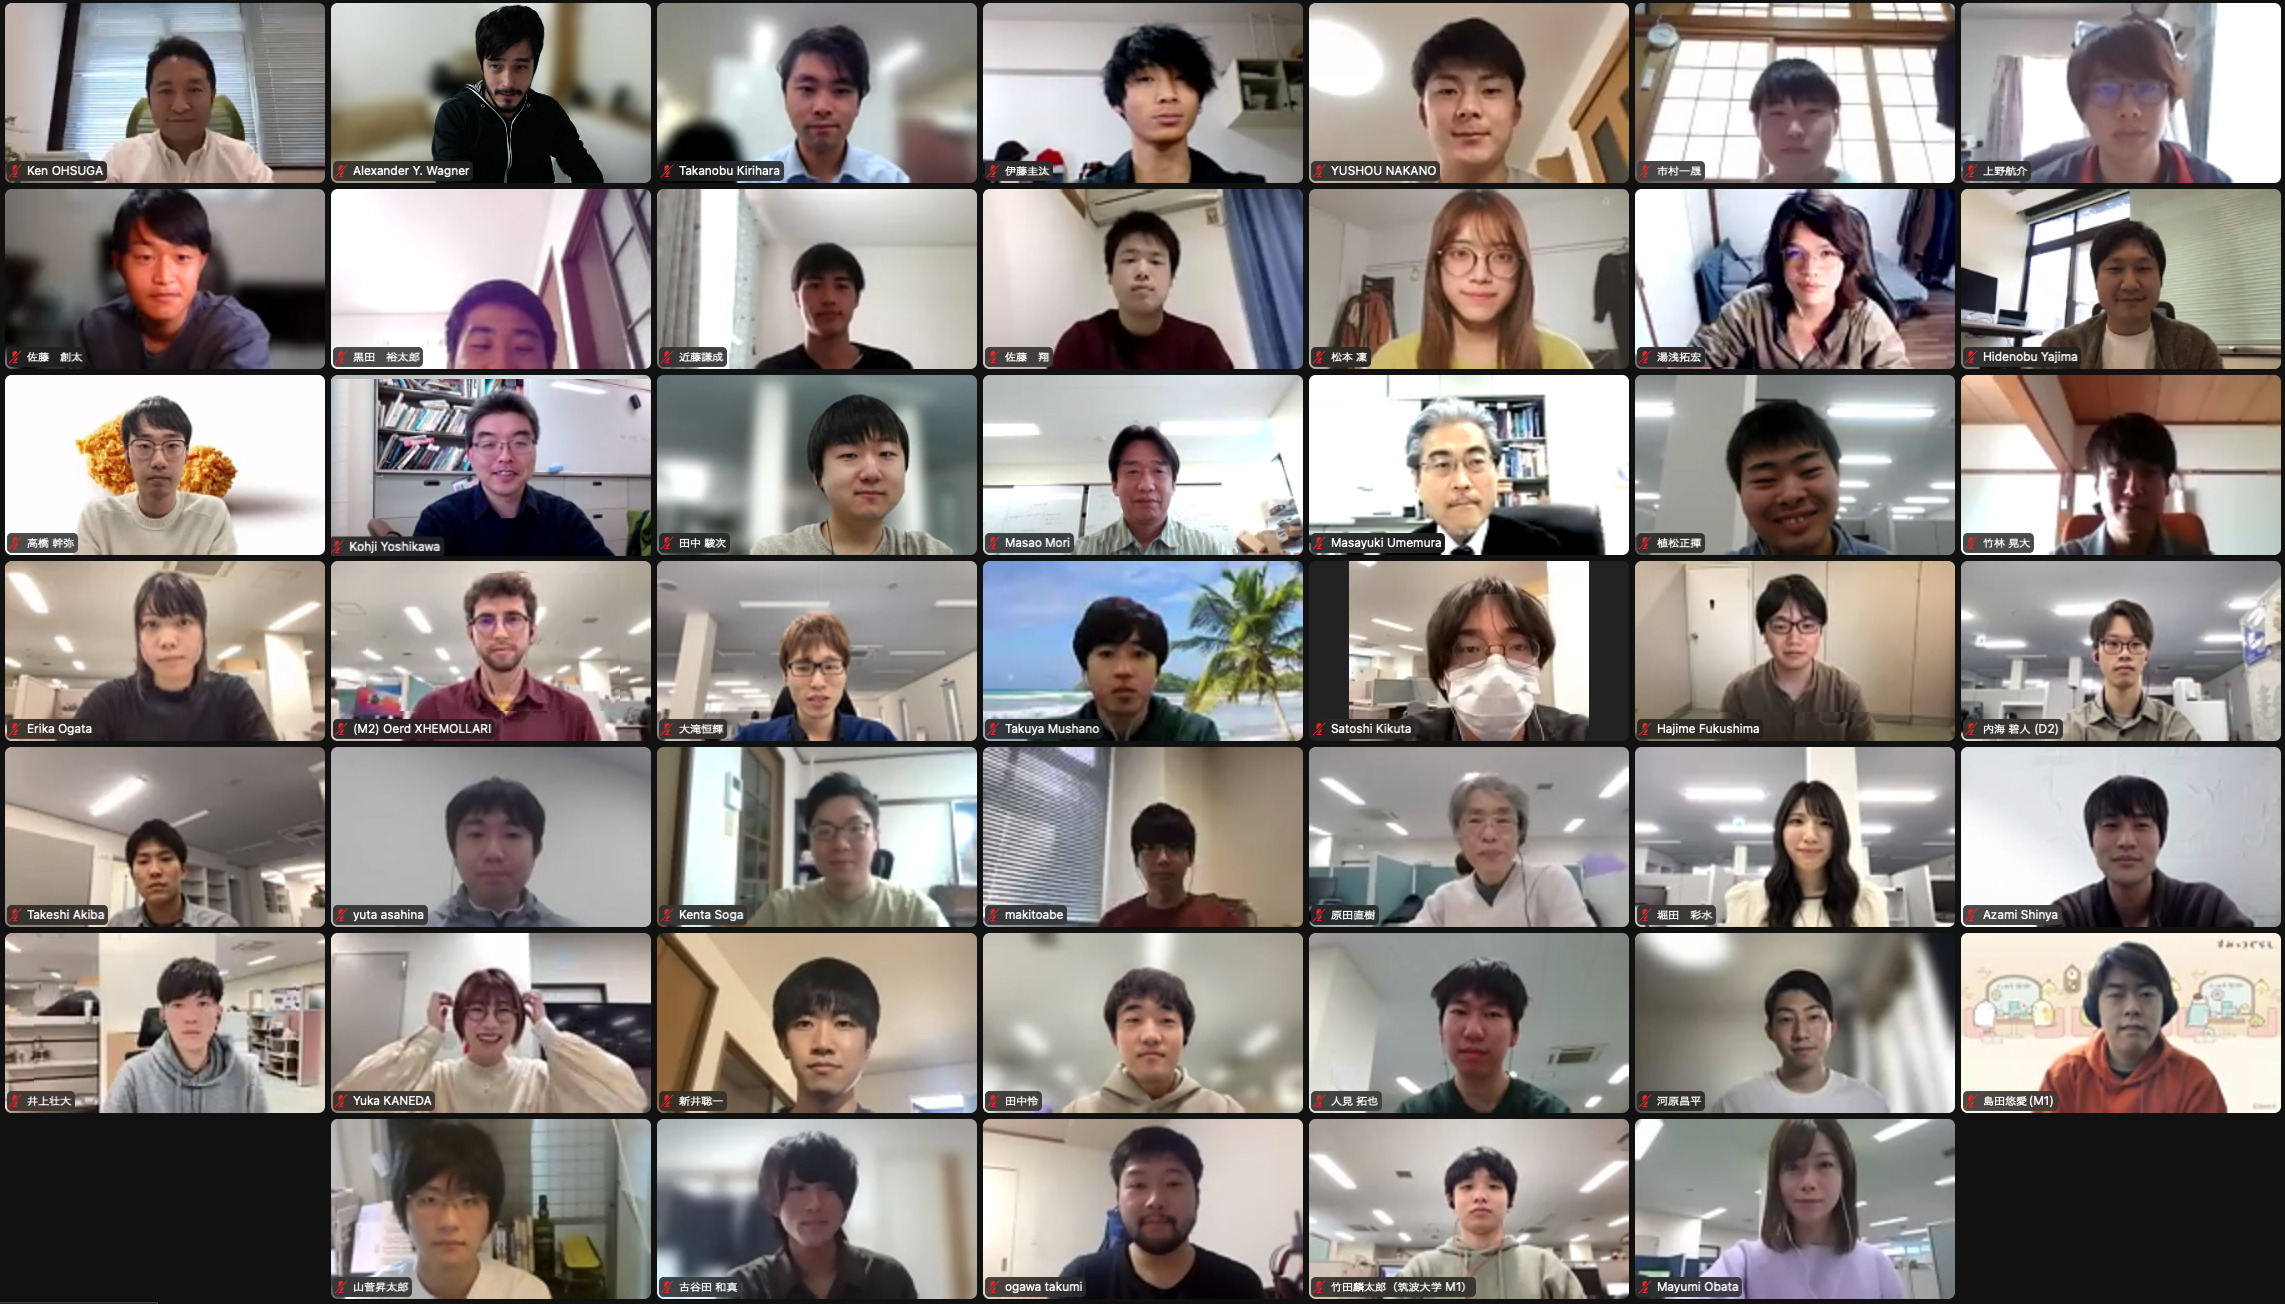 Ken OHSUGA
Alexander Y. Wagner
Takanobu Kirihara
伊藤圭汰
YUSHOU NAKANO
市村一晟
上野航介
佐藤　創太
黒田　裕太郎
近藤謙成
佐藤　翔
松本 凜
湯浅拓宏
Hidenobu Yajima
高橋 幹弥
Kohji Yoshikawa
田中 駿次
Masao Mori
Masayuki Umemura
植松正揮
竹林 晃大
Erika Ogata
(M2) Oerd XHEMOLLARI
大滝恒輝
Takuya Mushano
Satoshi Kikuta
Hajime Fukushima
内海 碧人 (D2)
Takeshi Akiba
yuta asahina
Kenta Soga
makitoabe
原田直樹
堀田　彩水
Azami Shinya
井上壮大
Yuka KANEDA
新井聡一
田中怜
人見 拓也
河原昌平
すみっコぐらし
島田悠愛(M1)
山菅昇太郎
古谷田 和真
ogawa takumi
竹田麟太郎（筑波大学 M1）
Mayumi Obata